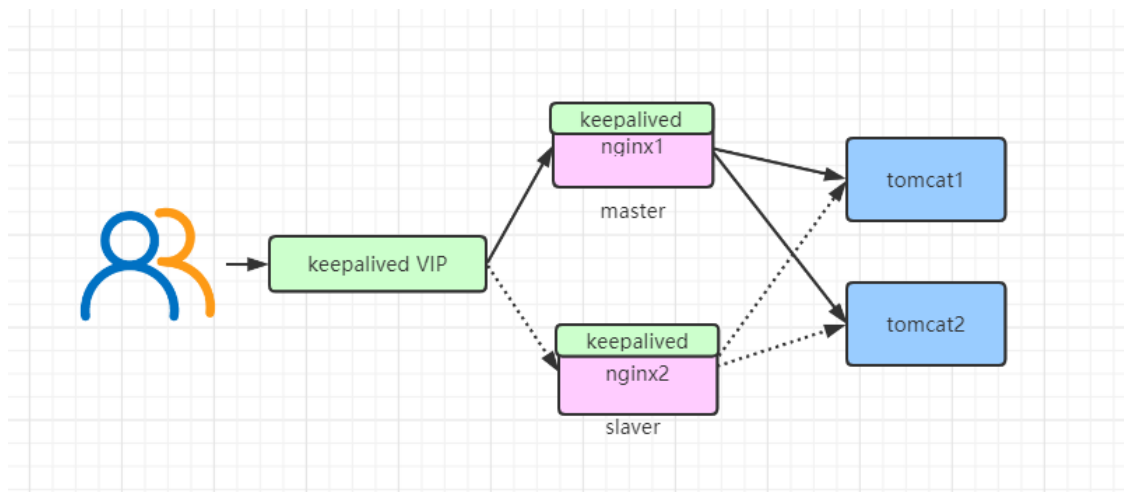 keepalived
nginx1
master
tomcat1
keepalived VIP
tomcat2
keepalived
nginx2
slaver